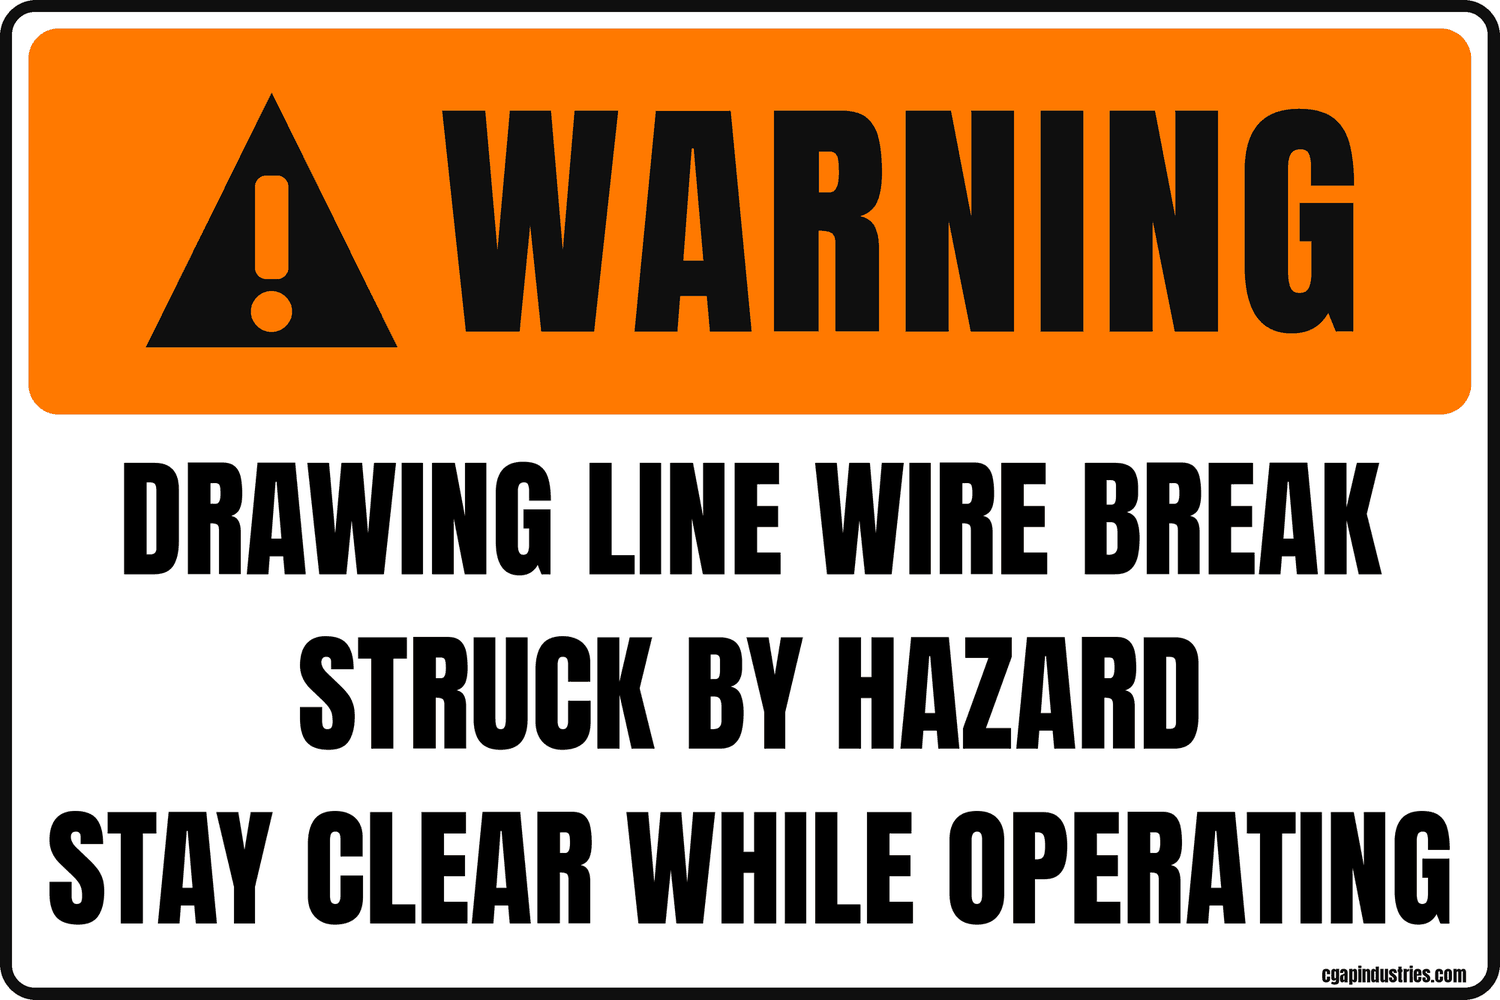 WARNING
DRAWING LINE WIRE BREAK
STRUCK BY HAZARD
STAY CLEAR WHILE OPERATING
cgapindustries.com